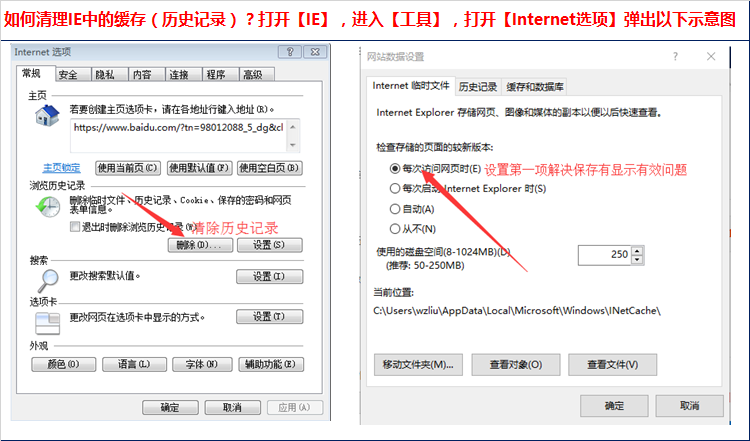 如何清理IE中的缓存（历史记录）？打开【IE】，进入【工具】，打开【Internet选项】弹出以下示意图
Internet 选项
常规
安全
隐私
内容
连接
程序
高级
主页
若要创建主页选项卡，请在各地址行键入地址(R)。
https://www.baidu.com/?tn=98012088_5_dg&cl
主页锁定
使用当前页(C)
使用默认值(F)
使用空白页(B)
浏览历史记录
删除临时文件、历史记录、Cookie、保存的密码和网页
表单信息。
退出时删除浏览历史记录(W)
清除历史记录
删除(D)...
设置(S)
搜索
更改搜索默认值。
设置(I)
选项卡
更改网页在选项卡中显示的方式。
设置(T)
外观
颜色(O)
语言(L)
字体(N)
辅助功能(E)
确定
取消
应用(A)
网站数据设置
Internet 临时文件
历史记录
缓存和数据库
Internet Explorer 存储网页、图像和媒体的副本以便以后快速查看。
检查存储的页面的较新版本:
每次访问网页时(E)
设置第一项解决保存有显示有效问题
每次启动 Internet Explorer 时(S)
自动(A)
从不(N)
使用的磁盘空间(8-1024MB)(D)
(推荐: 50-250MB)
250
当前位置:
C:\Users\wzliu\AppData\Local\Microsoft\Windows\INetCache\
移动文件夹(M)...
查看对象(O)
查看文件(V)
确定
取消